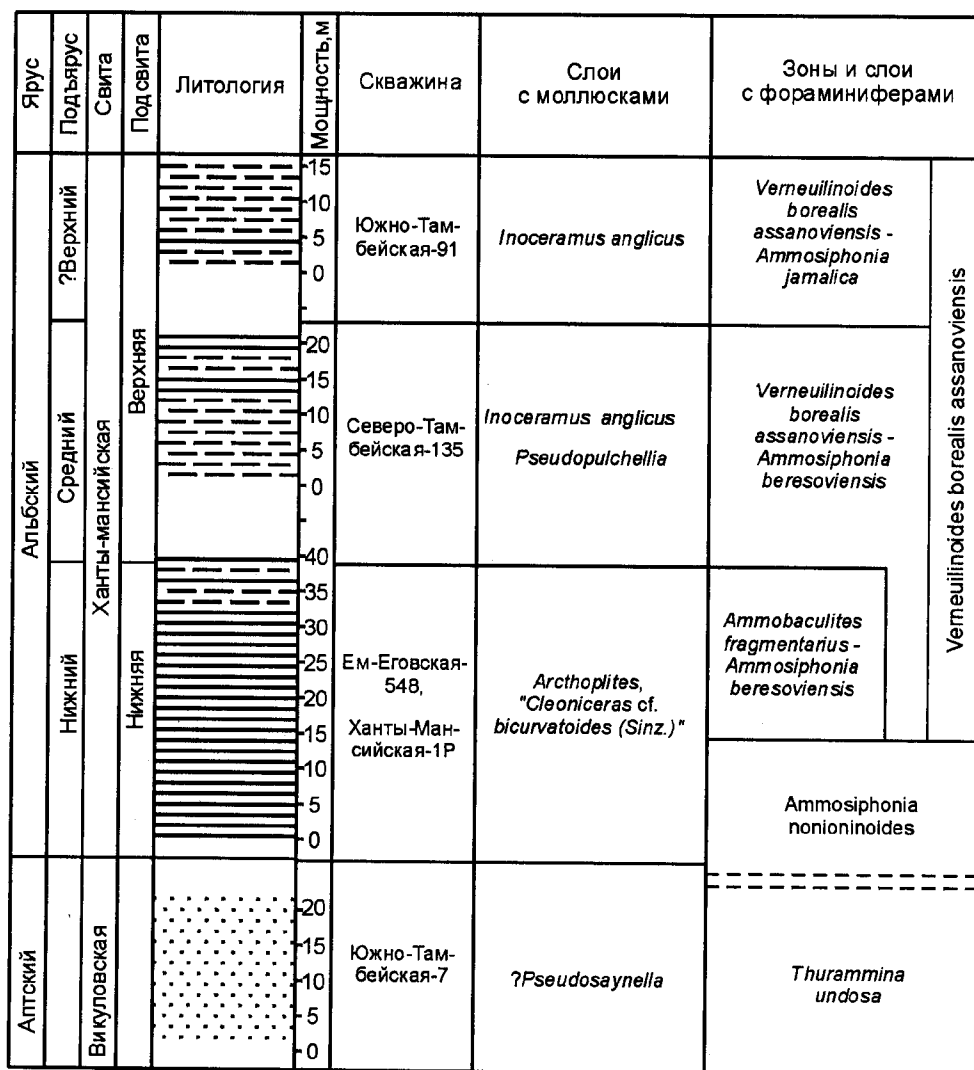 Ярус
Подъярус
Свита
Подсвита
Литология
Мощность,м
Скважина
Слои
с моллюсками
Зоны и слои
с фораминиферами
Альбский
?Верхний
Ханты-мансийская
Верхняя
15
10
5
0
Южно-Там-
бейская-91
Inoceramus anglicus
Verneuilinoides
borealis
assanoviensis -
Ammosiphonia
jamalica
Verneuilinoides borealis assanoviensis
Средний
20
15
10
5
0
Северо-Там-
бейская-135
Inoceramus anglicus
Pseudopulchellia
Verneuilinoides
borealis
assanoviensis -
Ammosiphonia
beresoviensis
Нижний
Нижняя
40
35
30
25
20
15
10
5
0
Ем-Еговская-
548,
Ханты-Ман-
сийская-1Р
Arcthoplites,
"Cleoniceras cf.
bicurvatoides (Sinz.)"
Ammobaculites
fragmentarius -
Ammosiphonia
beresoviensis
Ammosiphonia
nonioninoides
Аптский
Викуловская
20
15
10
5
0
Южно-Там-
бейская-7
?Pseudosaynella
Thurammina
undosa